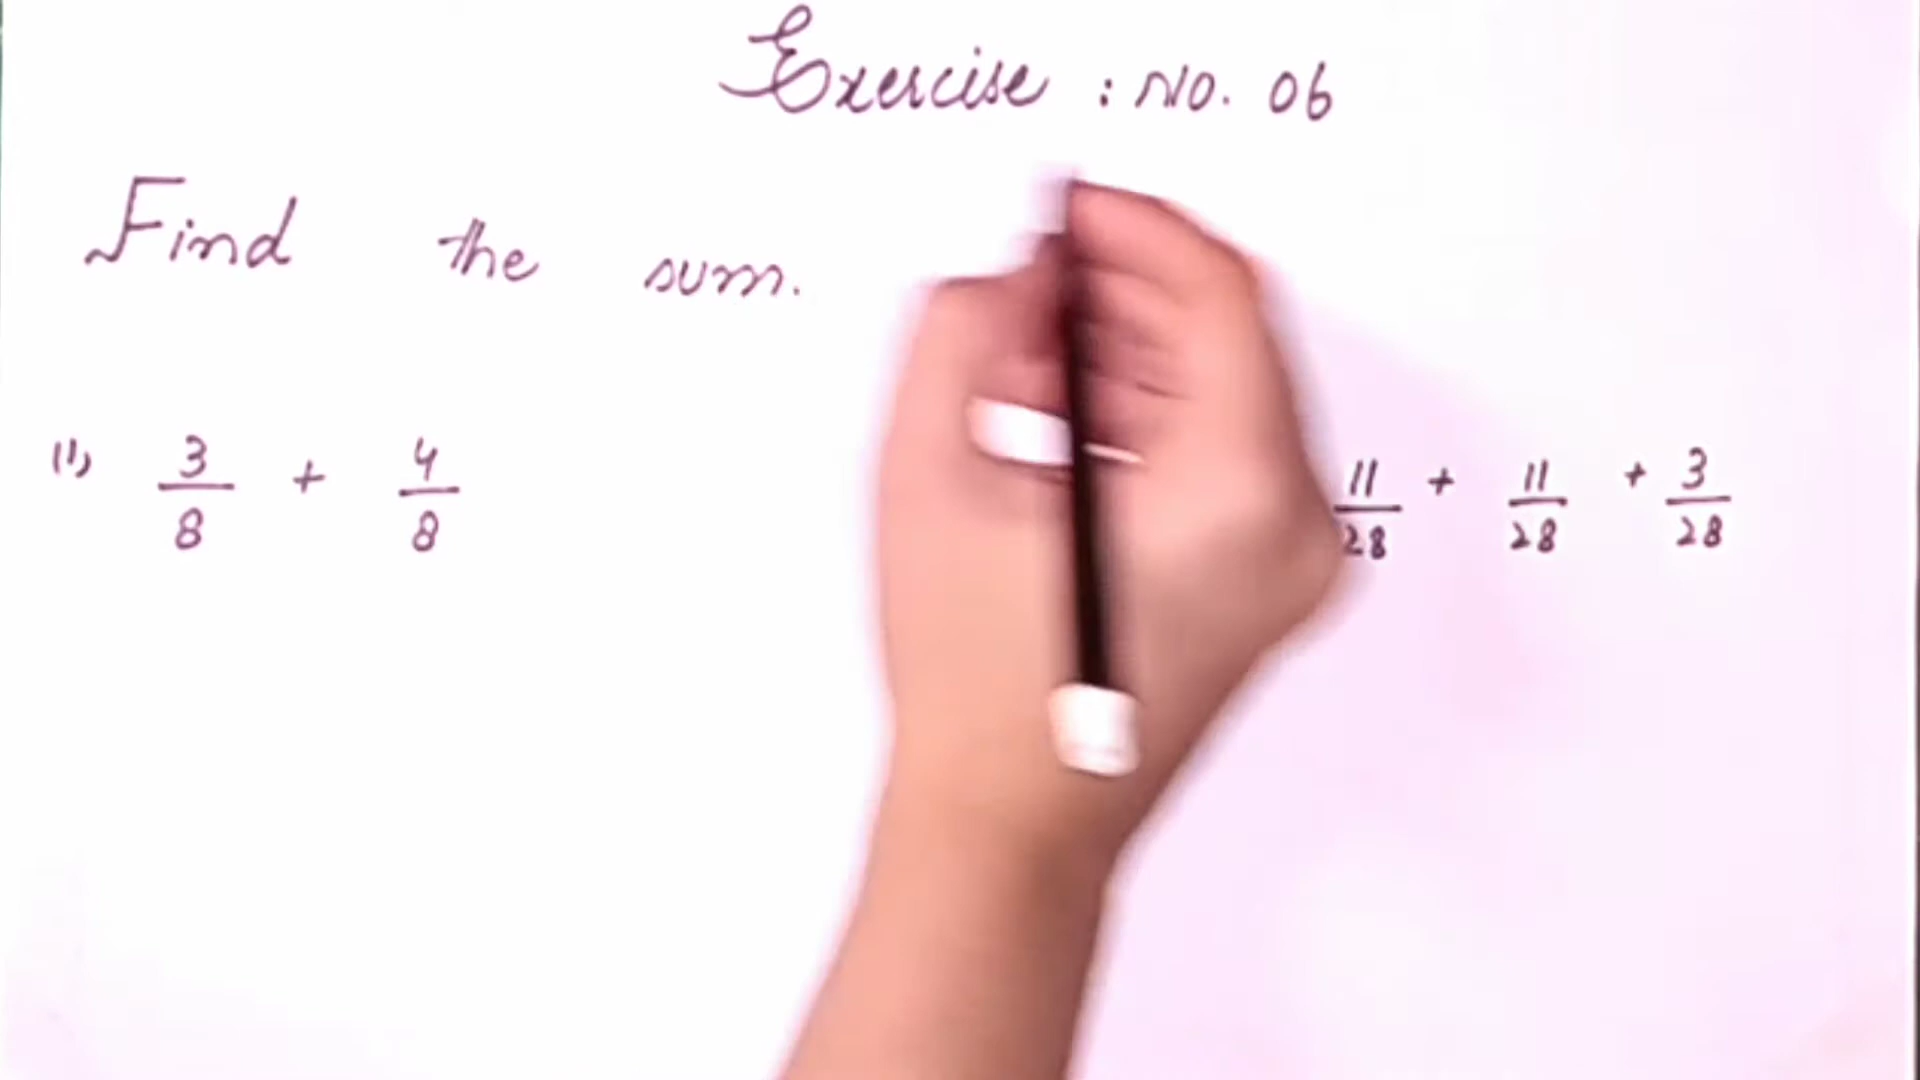 Exercise : No. 06
Find the sum.
(1) 3/8 + 4/8
11/28 + 11/28 + 3/28